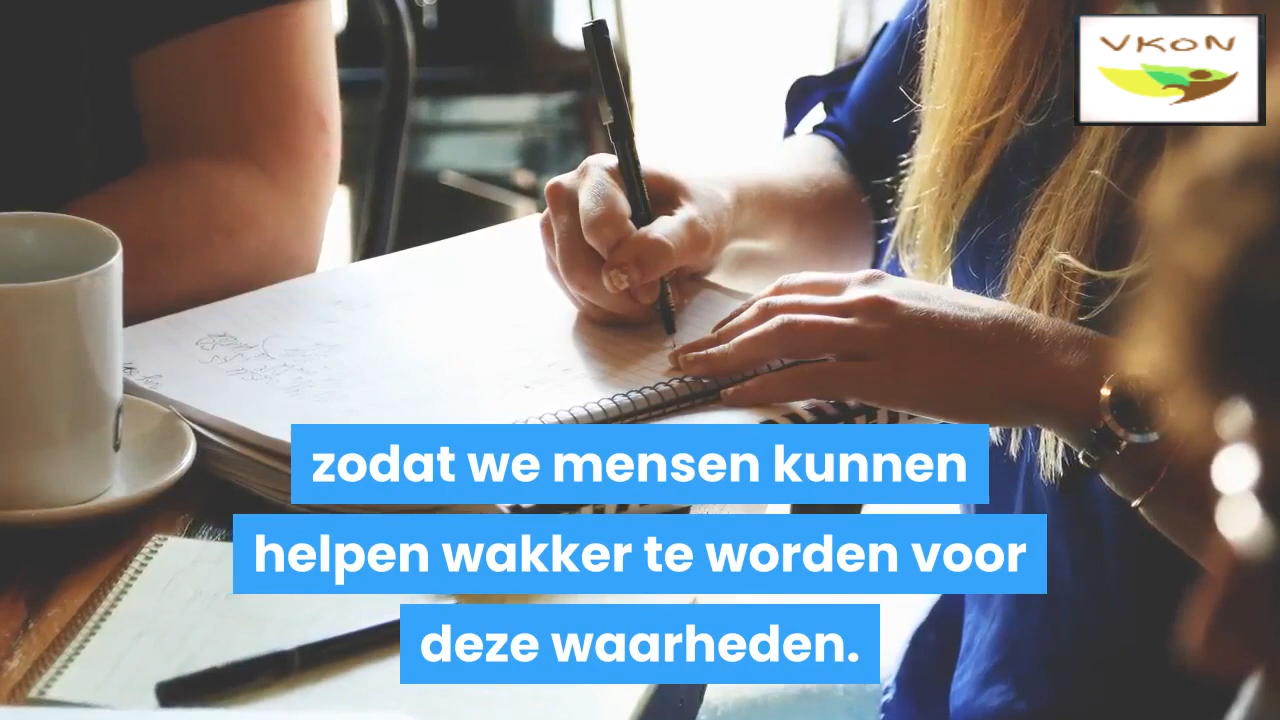 VKON
zodat we mensen kunnen
helpen wakker te worden voor
deze waarheden.